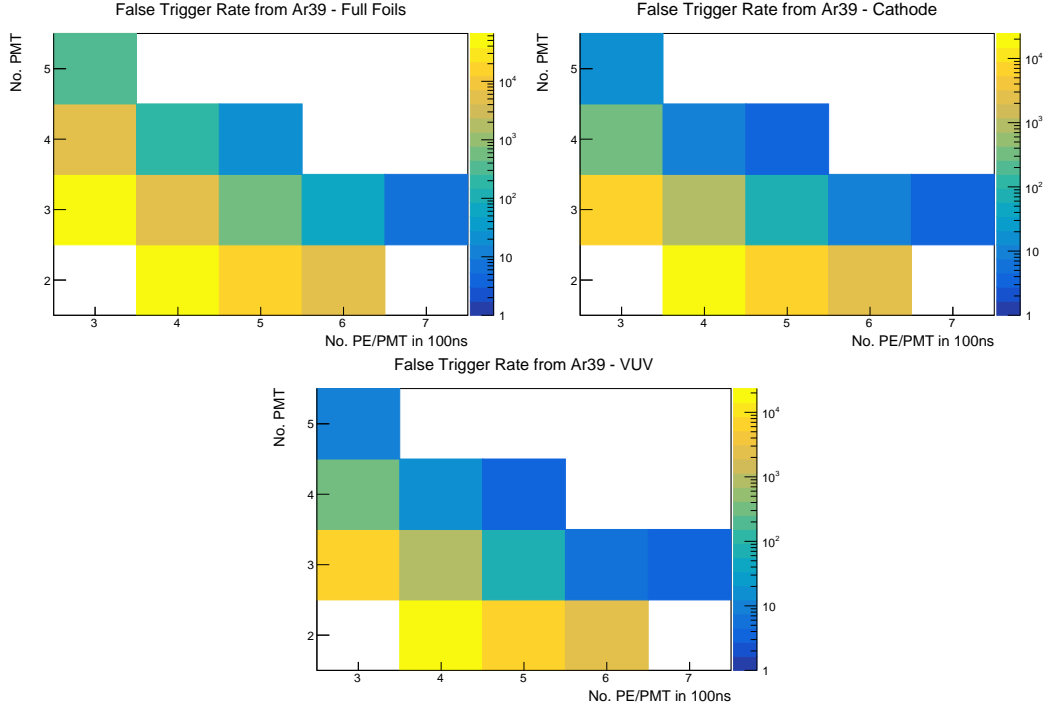 False Trigger Rate from Ar39 - Full Foils
No. PMT
5
4
3
2
3 4 5 6 7
No. PE/PMT in 100ns
10⁴
10³
10²
10
1
False Trigger Rate from Ar39 - Cathode
No. PMT
5
4
3
2
3 4 5 6 7
No. PE/PMT in 100ns
10⁴
10³
10²
10
1
False Trigger Rate from Ar39 - VUV
No. PMT
5
4
3
2
3 4 5 6 7
No. PE/PMT in 100ns
10⁴
10³
10²
10
1